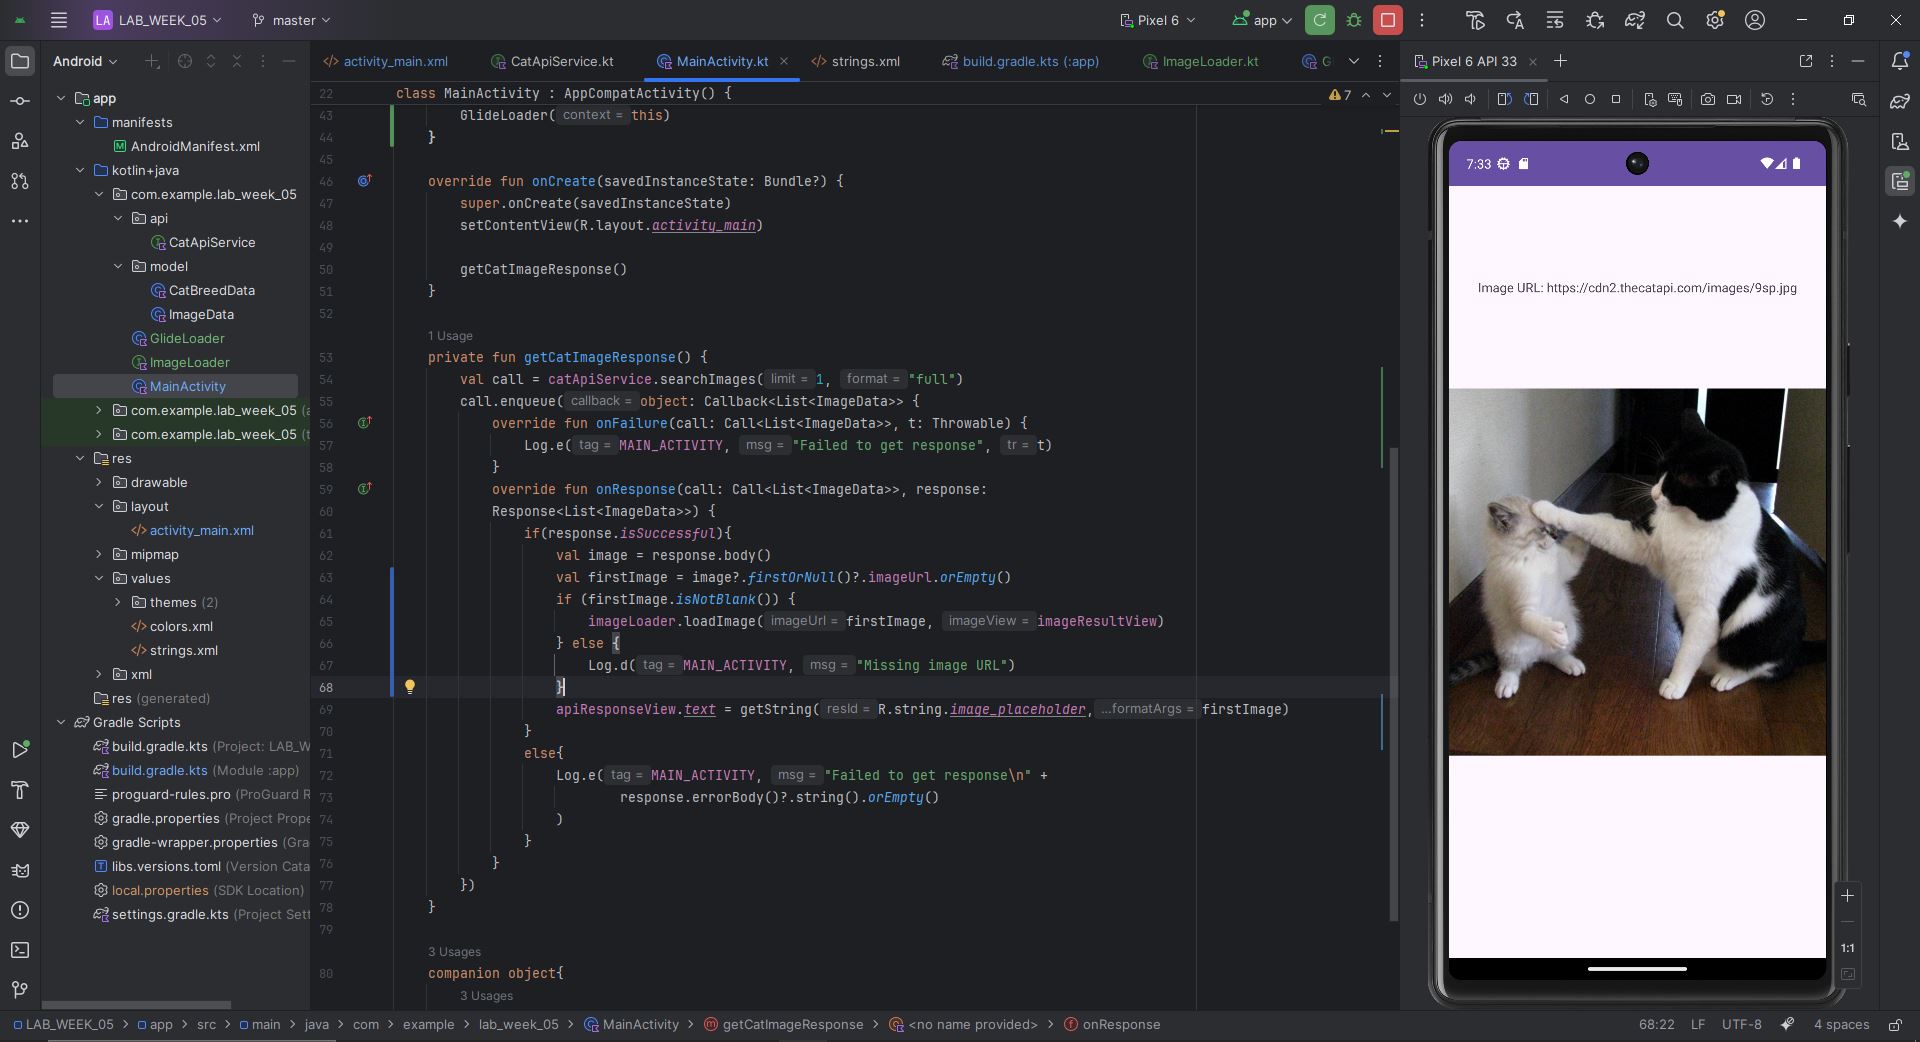 LA LAB_WEEK_05 master Pixel 6 app
Android
activity_main.xml CatApiService.kt MainActivity.kt strings.xml build.gradle.kts (:app) ImageLoader.kt G
Pixel 6 API 33
app
manifests
AndroidManifest.xml
kotlin+java
com.example.lab_week_05
api
CatApiService
model
CatBreedData
ImageData
GlideLoader
ImageLoader
MainActivity
com.example.lab_week_05 (a
com.example.lab_week_05 (t
res
drawable
layout
activity_main.xml
mipmap
values
themes (2)
colors.xml
strings.xml
xml
res (generated)
Gradle Scripts
build.gradle.kts (Project: LAB_W
build.gradle.kts (Module :app)
proguard-rules.pro (ProGuard R
gradle.properties (Project Prope
gradle-wrapper.properties (Gra
libs.versions.toml (Version Cata
local.properties (SDK Location)
settings.gradle.kts (Project Sett
22 class MainActivity : AppCompatActivity() {
7
43 GlideLoader( context = this)
44 }
45
46 override fun onCreate(savedInstanceState: Bundle?) {
47 super.onCreate(savedInstanceState)
48 setContentView(R.layout.activity_main)
49
50 getCatImageResponse()
51 }
52
1 Usage
53 private fun getCatImageResponse() {
54 val call = catApiService.searchImages( limit = 1, format = "full")
55 call.enqueue( callback = object: Callback<List<ImageData>> {
56 override fun onFailure(call: Call<List<ImageData>>, t: Throwable) {
57 Log.e( tag = MAIN_ACTIVITY, msg = "Failed to get response", tr = t)
58 }
59 override fun onResponse(call: Call<List<ImageData>>, response:
60 Response<List<ImageData>>) {
61 if(response.isSuccessful){
62 val image = response.body()
63 val firstImage = image?.firstOrNull()?.imageUrl.orEmpty()
64 if (firstImage.isNotBlank()) {
65 imageLoader.loadImage( imageUrl = firstImage, imageView = imageResultView)
66 } else {
67 Log.d( tag = MAIN_ACTIVITY, msg = "Missing image URL")
68 }
69 apiResponseView.text = getString( resId = R.string.image_placeholder, ...formatArgs = firstImage)
70 }
71 else{
72 Log.e( tag = MAIN_ACTIVITY, msg = "Failed to get response\n" +
73 response.errorBody()?.string().orEmpty()
74 )
75 }
76 }
77 })
78 }
79
3 Usages
80 companion object{
3 Usages
7:33
Image URL: https://cdn2.thecatapi.com/images/9sp.jpg
1:1
LAB_WEEK_05 > app > src > main > java > com > example > lab_week_05 > MainActivity > getCatImageResponse > <no name provided> > onResponse
68:22 LF UTF-8 4 spaces